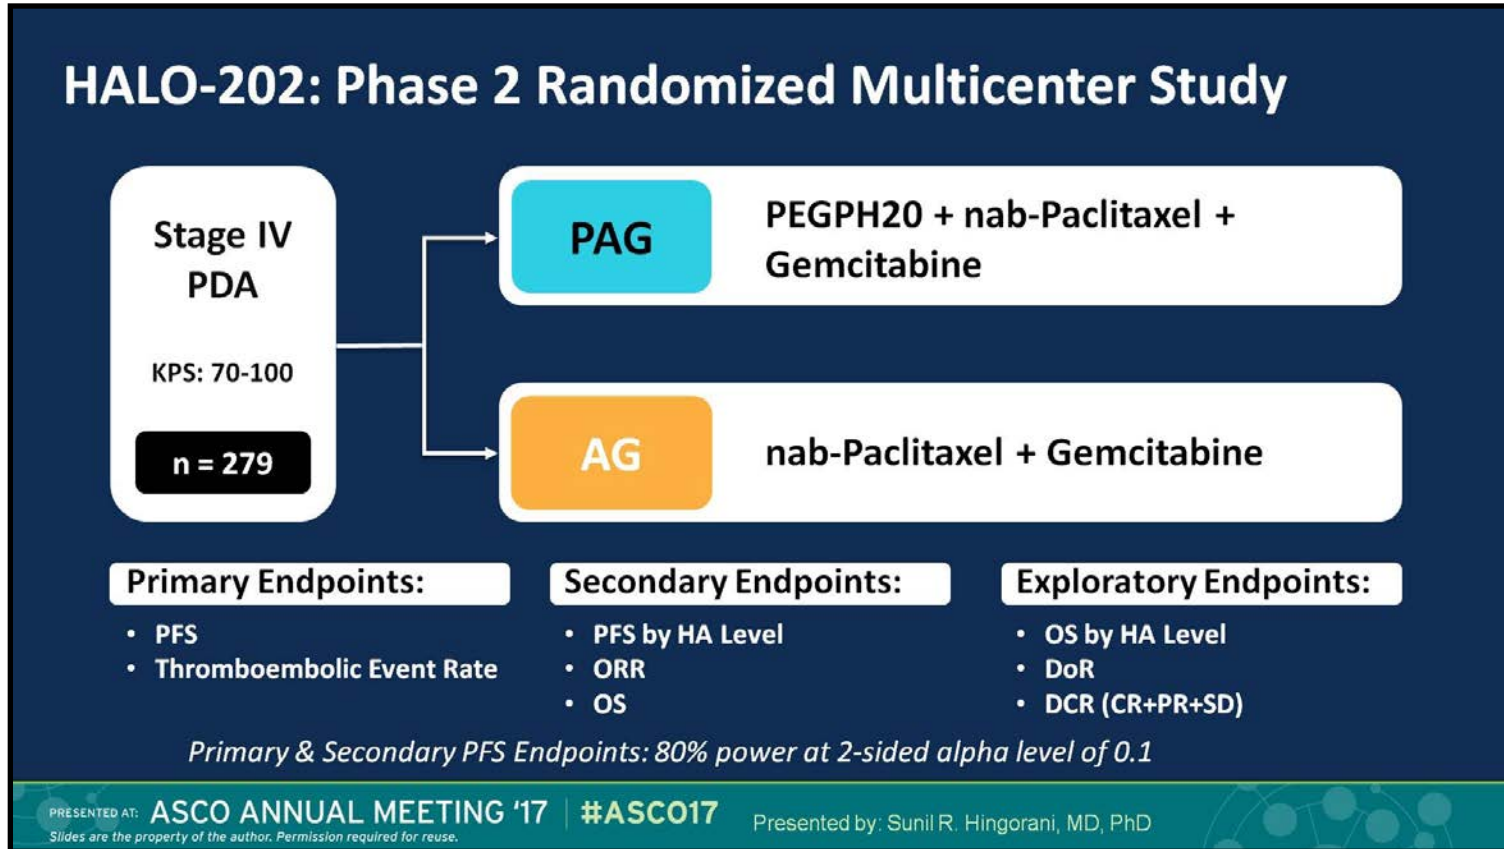 HALO-202: Phase 2 Randomized Multicenter Study
Stage IV
PDA
KPS: 70-100
n = 279
PAG
PEGPH20 + nab-Paclitaxel +
Gemcitabine
AG
nab-Paclitaxel + Gemcitabine
Primary Endpoints:
• PFS
• Thromboembolic Event Rate
Secondary Endpoints:
• PFS by HA Level
• ORR
• OS
Exploratory Endpoints:
• OS by HA Level
• DoR
• DCR (CR+PR+SD)
Primary & Secondary PFS Endpoints: 80% power at 2-sided alpha level of 0.1
PRESENTED AT: ASCO ANNUAL MEETING '17 | #ASCO17
Slides are the property of the author. Permission required for reuse.
Presented by: Sunil R. Hingorani, MD, PhD